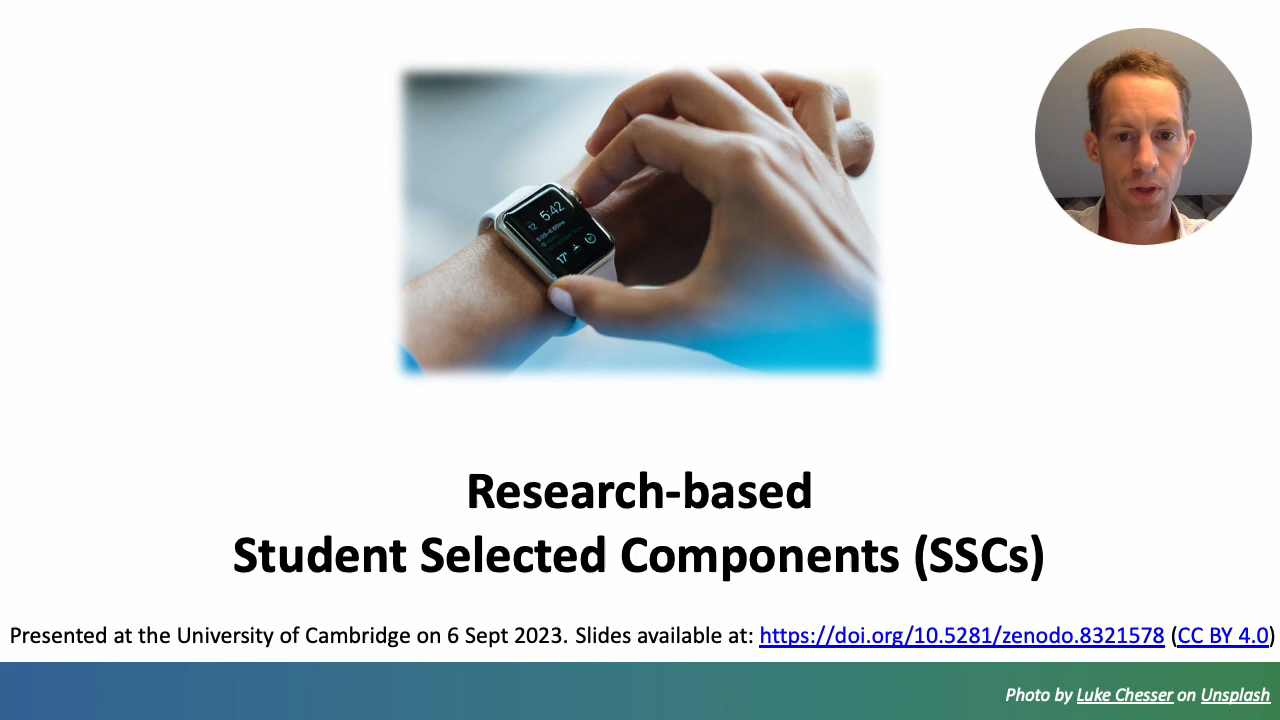 5:42
12
17°
Research-based
Student Selected Components (SSCs)
Presented at the University of Cambridge on 6 Sept 2023. Slides available at: https://doi.org/10.5281/zenodo.8321578 (CC BY 4.0)
Photo by Luke Chesser on Unsplash